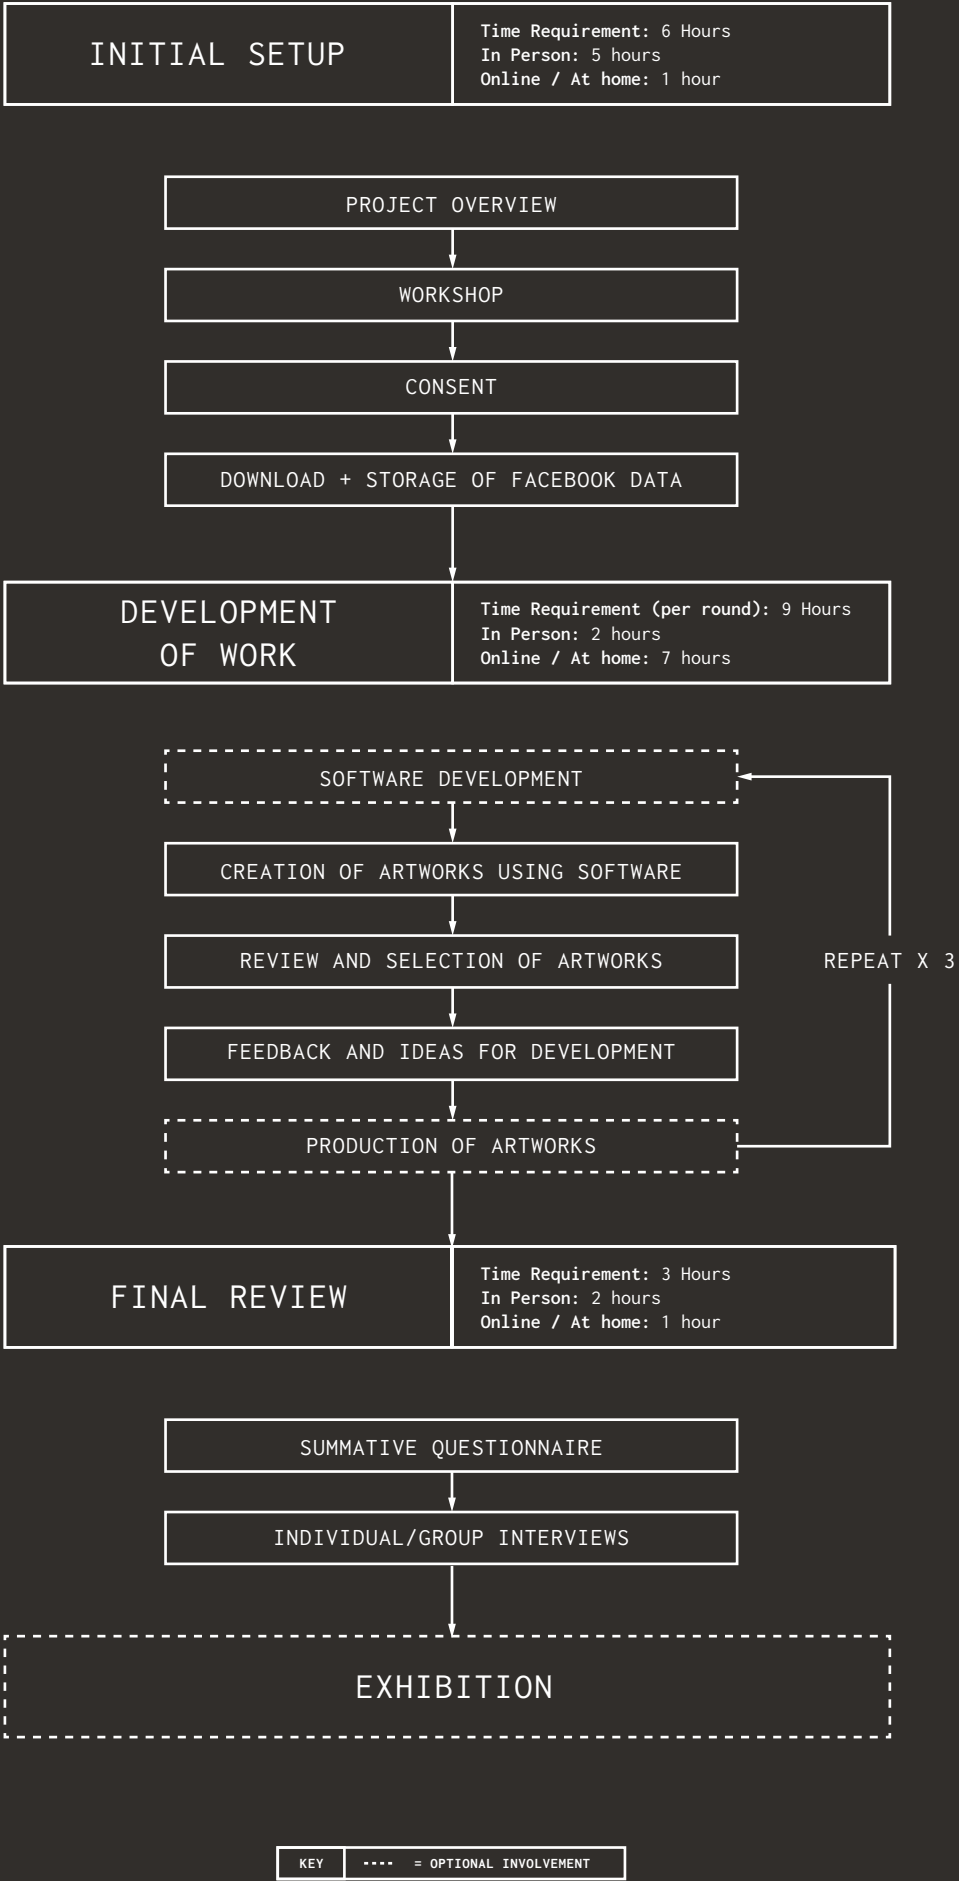 INITIAL SETUP
Time Requirement: 6 Hours
In Person: 5 hours
Online / At home: 1 hour
PROJECT OVERVIEW
WORKSHOP
CONSENT
DOWNLOAD + STORAGE OF FACEBOOK DATA
DEVELOPMENT
OF WORK
Time Requirement (per round): 9 Hours
In Person: 2 hours
Online / At home: 7 hours
SOFTWARE DEVELOPMENT
CREATION OF ARTWORKS USING SOFTWARE
REVIEW AND SELECTION OF ARTWORKS
REPEAT X 3
FEEDBACK AND IDEAS FOR DEVELOPMENT
PRODUCTION OF ARTWORKS
FINAL REVIEW
Time Requirement: 3 Hours
In Person: 2 hours
Online / At home: 1 hour
SUMMATIVE QUESTIONNAIRE
INDIVIDUAL/GROUP INTERVIEWS
EXHIBITION
KEY
---- = OPTIONAL INVOLVEMENT